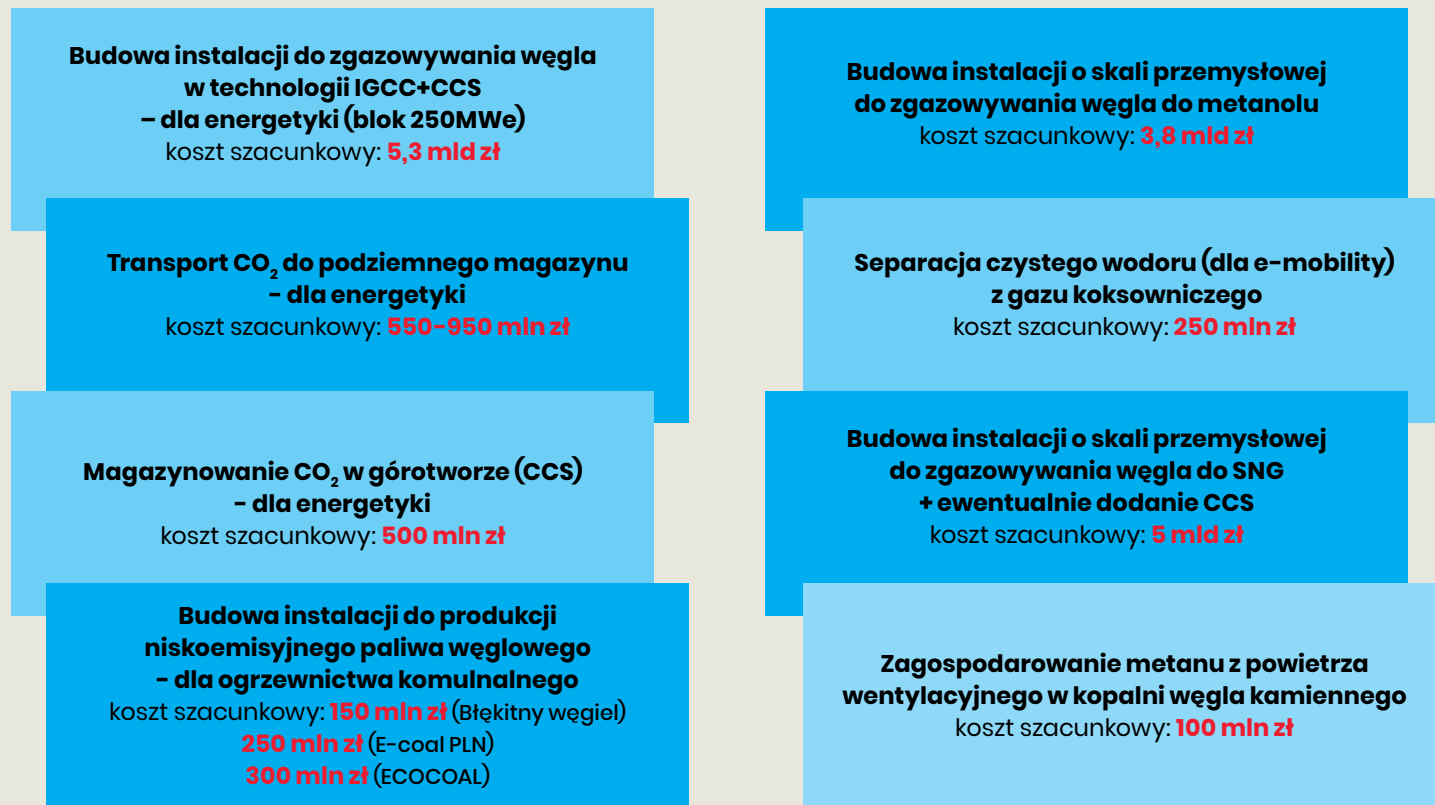 Budowa instalacji do zgazowywania węgla
w technologii IGCC+CCS
– dla energetyki (blok 250MWe)
koszt szacunkowy: 5,3 mld zł
Transport CO₂ do podziemnego magazynu
- dla energetyki
koszt szacunkowy: 550-950 mln zł
Magazynowanie CO₂ w górotworze (CCS)
- dla energetyki
koszt szacunkowy: 500 mln zł
Budowa instalacji do produkcji
niskoemisyjnego paliwa węglowego
- dla ogrzewnictwa komulnalnego
koszt szacunkowy: 150 mln zł (Błękitny węgiel)
250 mln zł (E-coal PLN)
300 mln zł (ECOCOAL)
Budowa instalacji o skali przemysłowej
do zgazowywania węgla do metanolu
koszt szacunkowy: 3,8 mld zł
Separacja czystego wodoru (dla e-mobility)
z gazu koksowniczego
koszt szacunkowy: 250 mln zł
Budowa instalacji o skali przemysłowej
do zgazowywania węgla do SNG
+ ewentualnie dodanie CCS
koszt szacunkowy: 5 mld zł
Zagospodarowanie metanu z powietrza
wentylacyjnego w kopalni węgla kamiennego
koszt szacunkowy: 100 mln zł